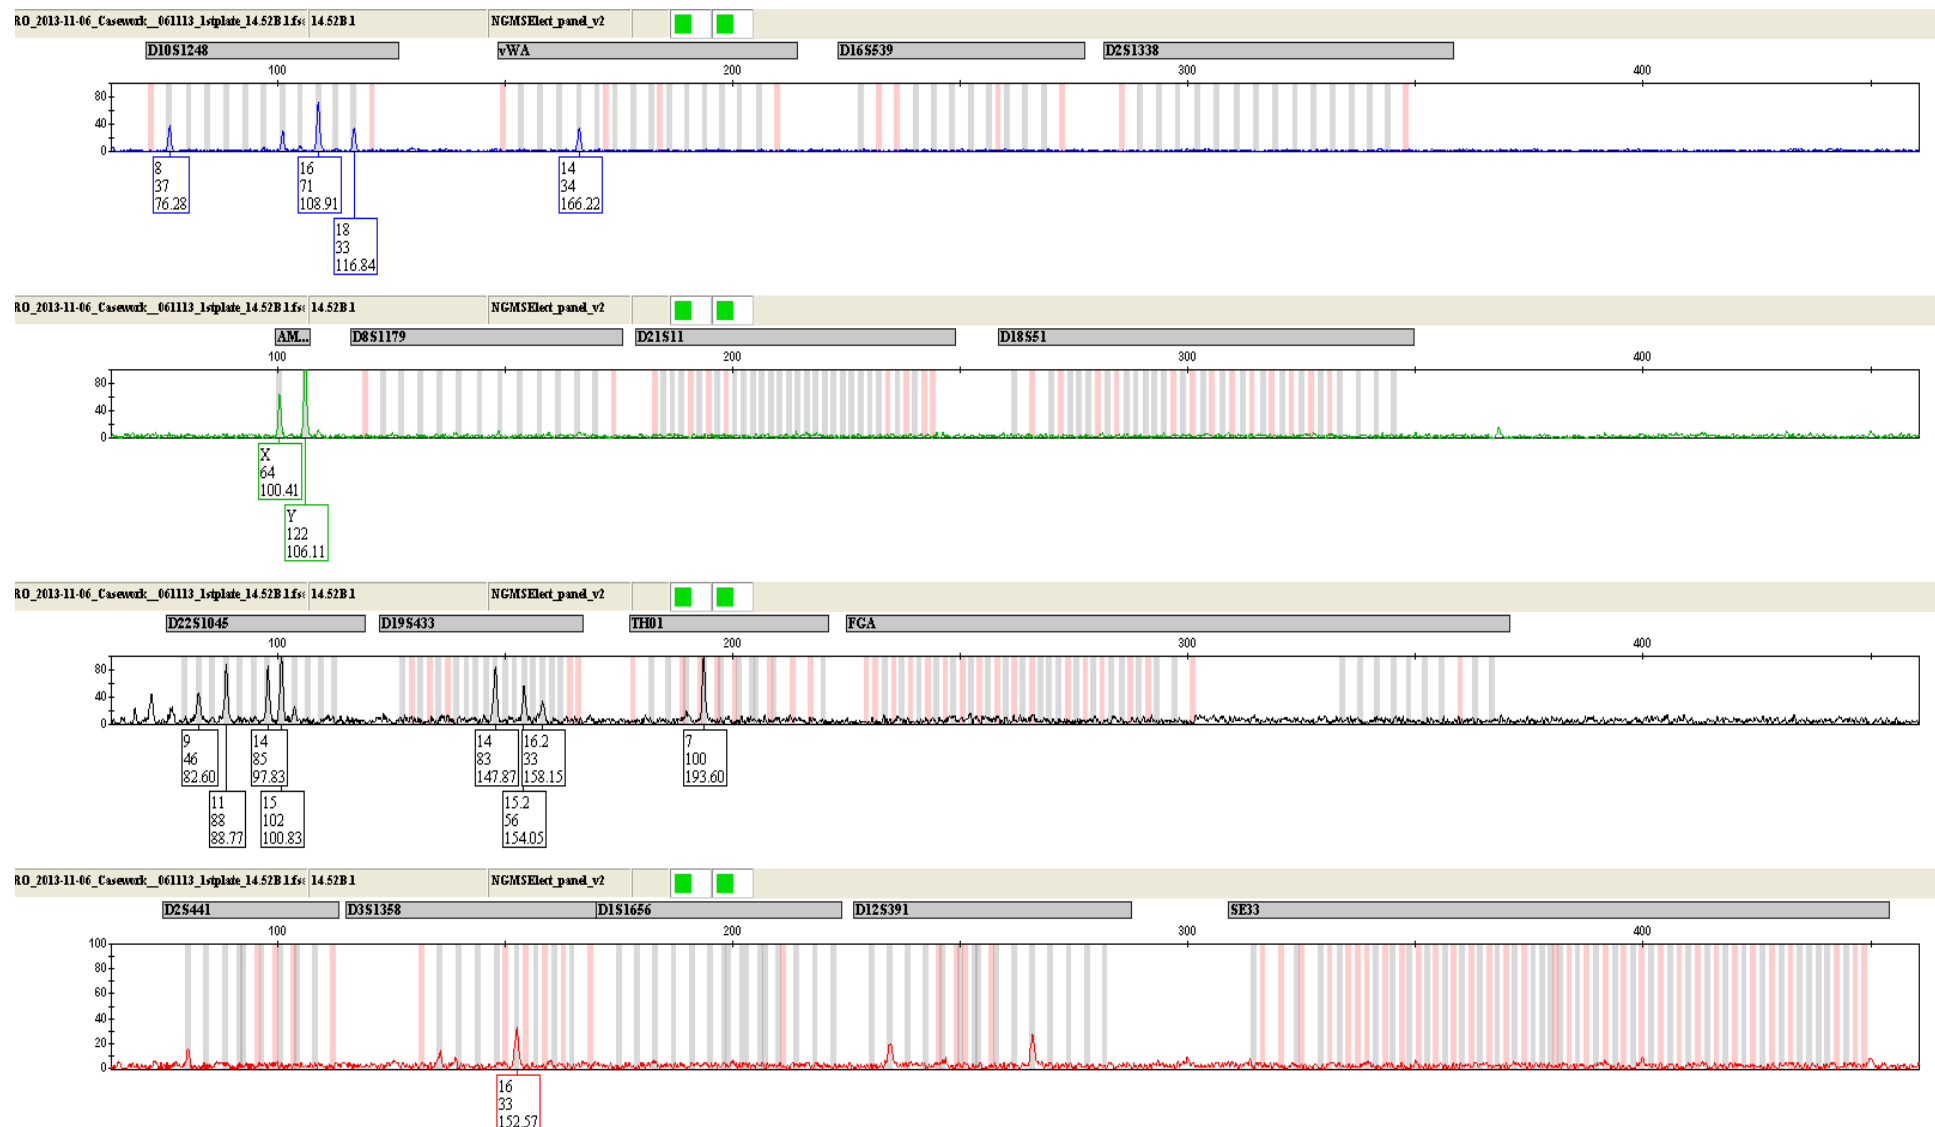 RO_2013-11-06_Casework__061113_1stplate_14.52B1.fsa 14.52B1 NGMSElect_panel_v2
D10S1248 vWA D16S539 D2S1338
100 200 300 400
80
40
0
8 16 14
37 71 34
76.28 108.91 166.22
18
33
116.84
RO_2013-11-06_Casework__061113_1stplate_14.52B1.fsa 14.52B1 NGMSElect_panel_v2
AM... D8S1179 D21S11 D18S51
100 200 300 400
80
40
0
X
64
100.41
Y
122
106.11
RO_2013-11-06_Casework__061113_1stplate_14.52B1.fsa 14.52B1 NGMSElect_panel_v2
D22S1045 D19S433 TH01 FGA
100 200 300 400
80
40
0
9 14 14 16.2 7
46 85 83 33 100
82.60 97.83 147.87 158.15 193.60
11 15 15.2
88 102 56
88.77 100.83 154.05
RO_2013-11-06_Casework__061113_1stplate_14.52B1.fsa 14.52B1 NGMSElect_panel_v2
D2S441 D3S1358 D1S1656 D12S391 SE33
100 200 300 400
100
80
60
40
20
0
16
33
152.57